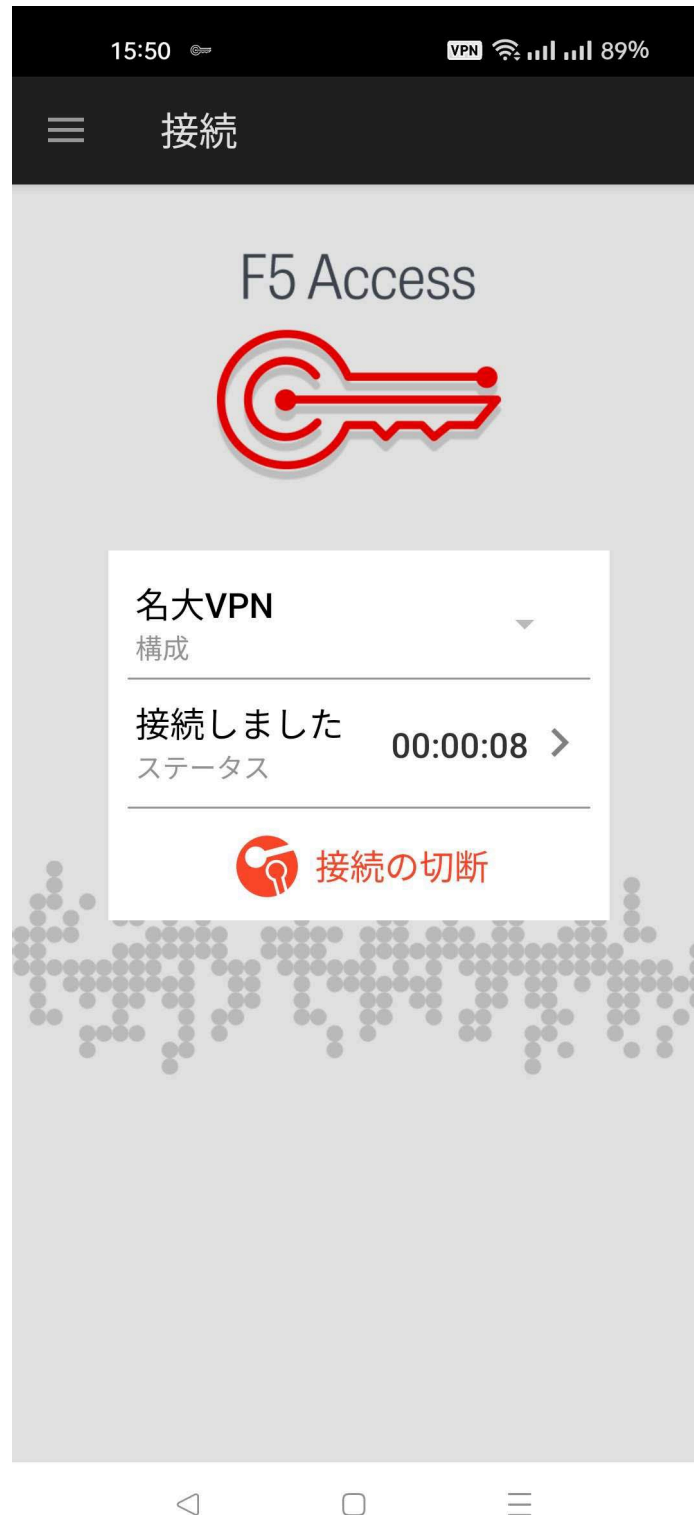 15:50 VPN 89%
接続
F5 Access
名大VPN
構成
接続しました 00:00:08
ステータス
接続の切断